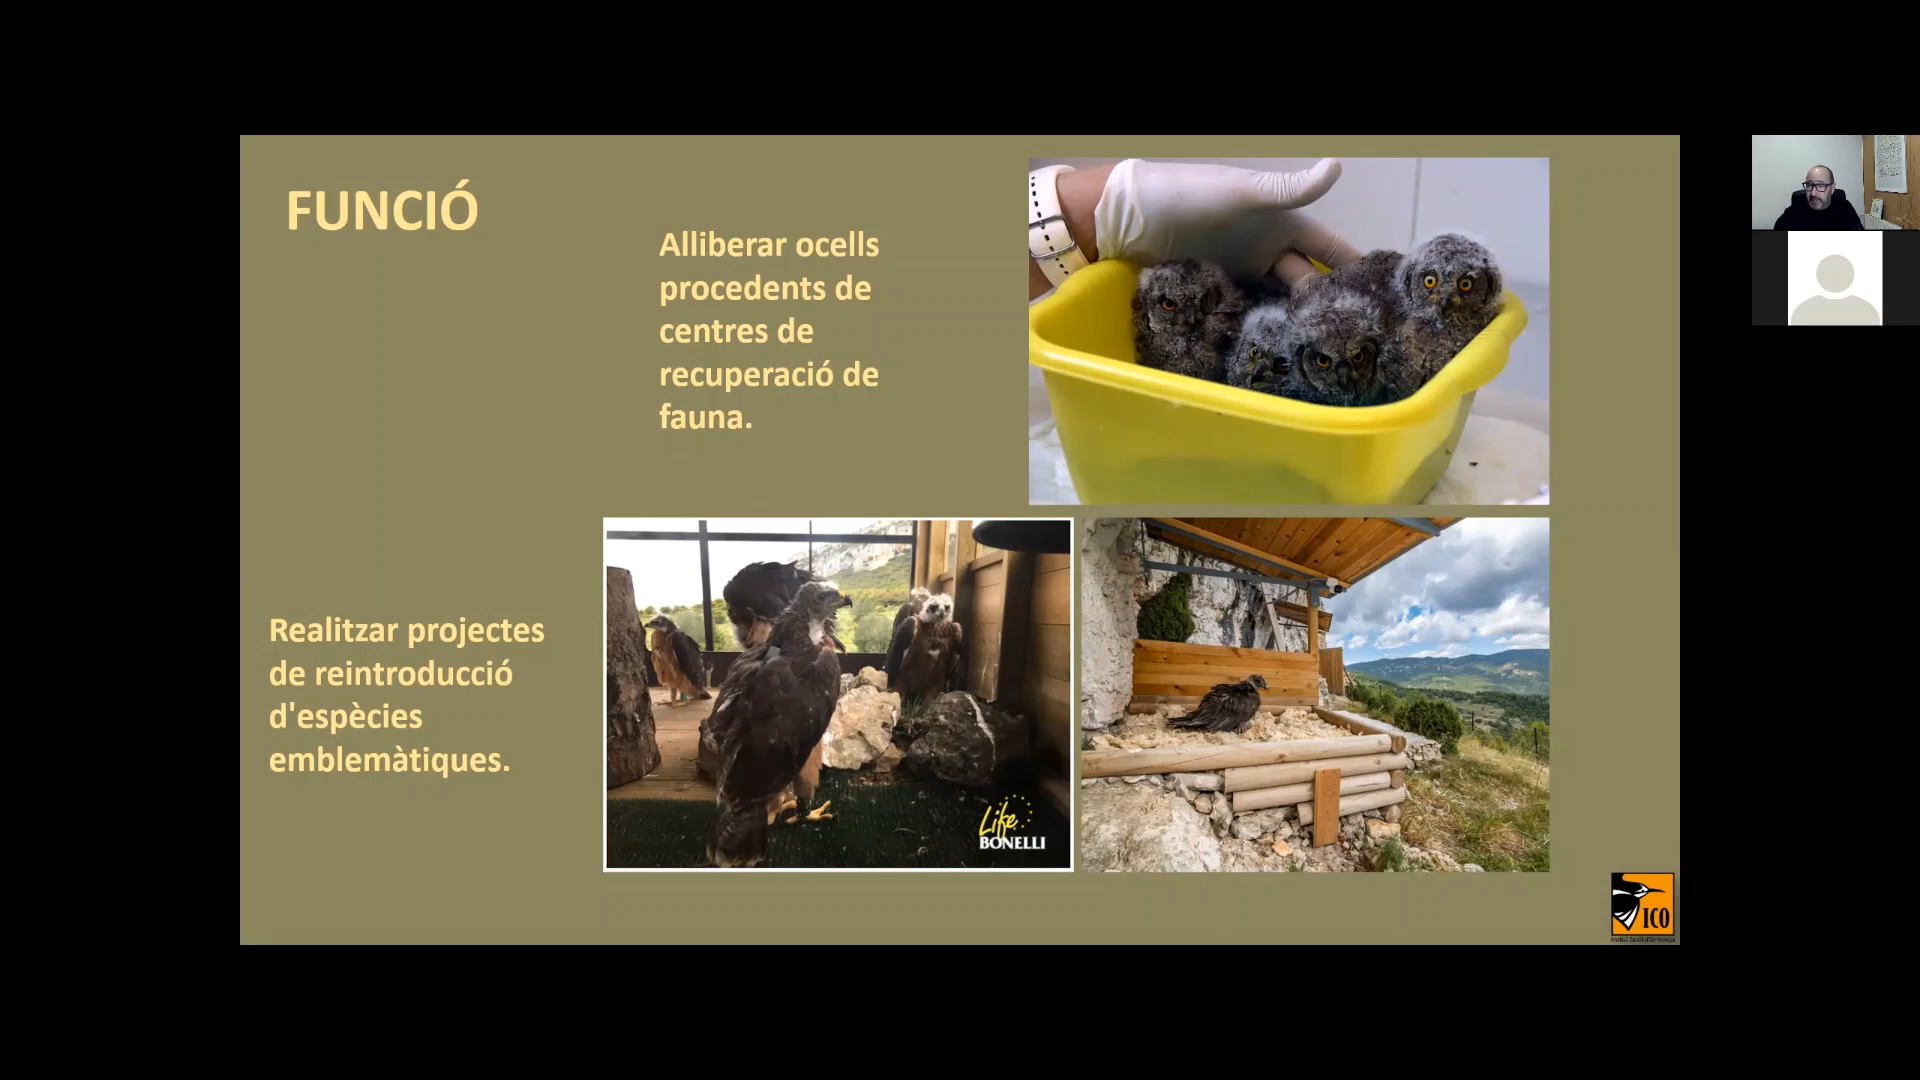 FUNCIÓ
Alliberar ocells
procedents de
centres de
recuperació de
fauna.
Realitzar projectes
de reintroducció
d'espècies
emblemàtiques.
Life
BONELLI
ICO